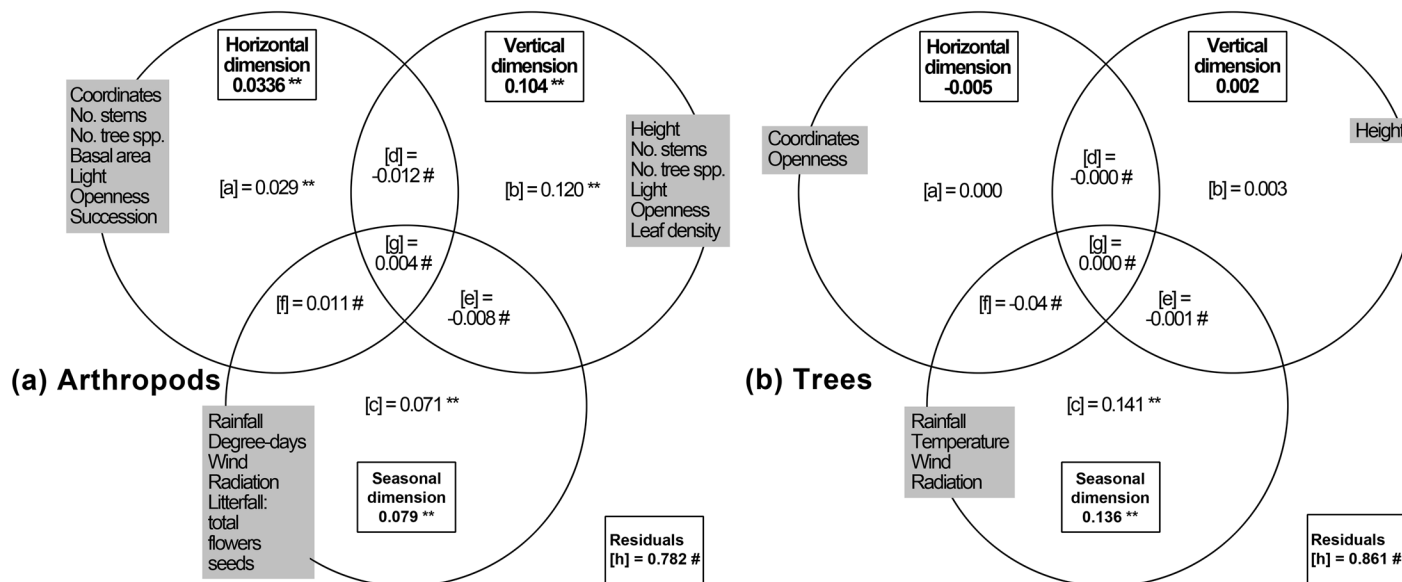 Horizontal
dimension
0.0336 **
Vertical
dimension
0.104 **
Coordinates
No. stems
No. tree spp.
Basal area
Light
Openness
Succession
Height
No. stems
No. tree spp.
Light
Openness
Leaf density
[a] = 0.029 **
[d] =
-0.012 #
[b] = 0.120 **
[g] =
0.004 #
[f] = 0.011 #
[e] =
-0.008 #
(a) Arthropods
[c] = 0.071 **
Rainfall
Degree-days
Wind
Radiation
Litterfall:
total
flowers
seeds
Seasonal
dimension
0.079 **
Residuals
[h] = 0.782 #
Horizontal
dimension
-0.005
Vertical
dimension
0.002
Coordinates
Openness
Height
[a] = 0.000
[d] =
-0.000 #
[b] = 0.003
[g] =
0.000 #
[f] = -0.04 #
[e] =
-0.001 #
(b) Trees
[c] = 0.141 **
Rainfall
Temperature
Wind
Radiation
Seasonal
dimension
0.136 **
Residuals
[h] = 0.861 #